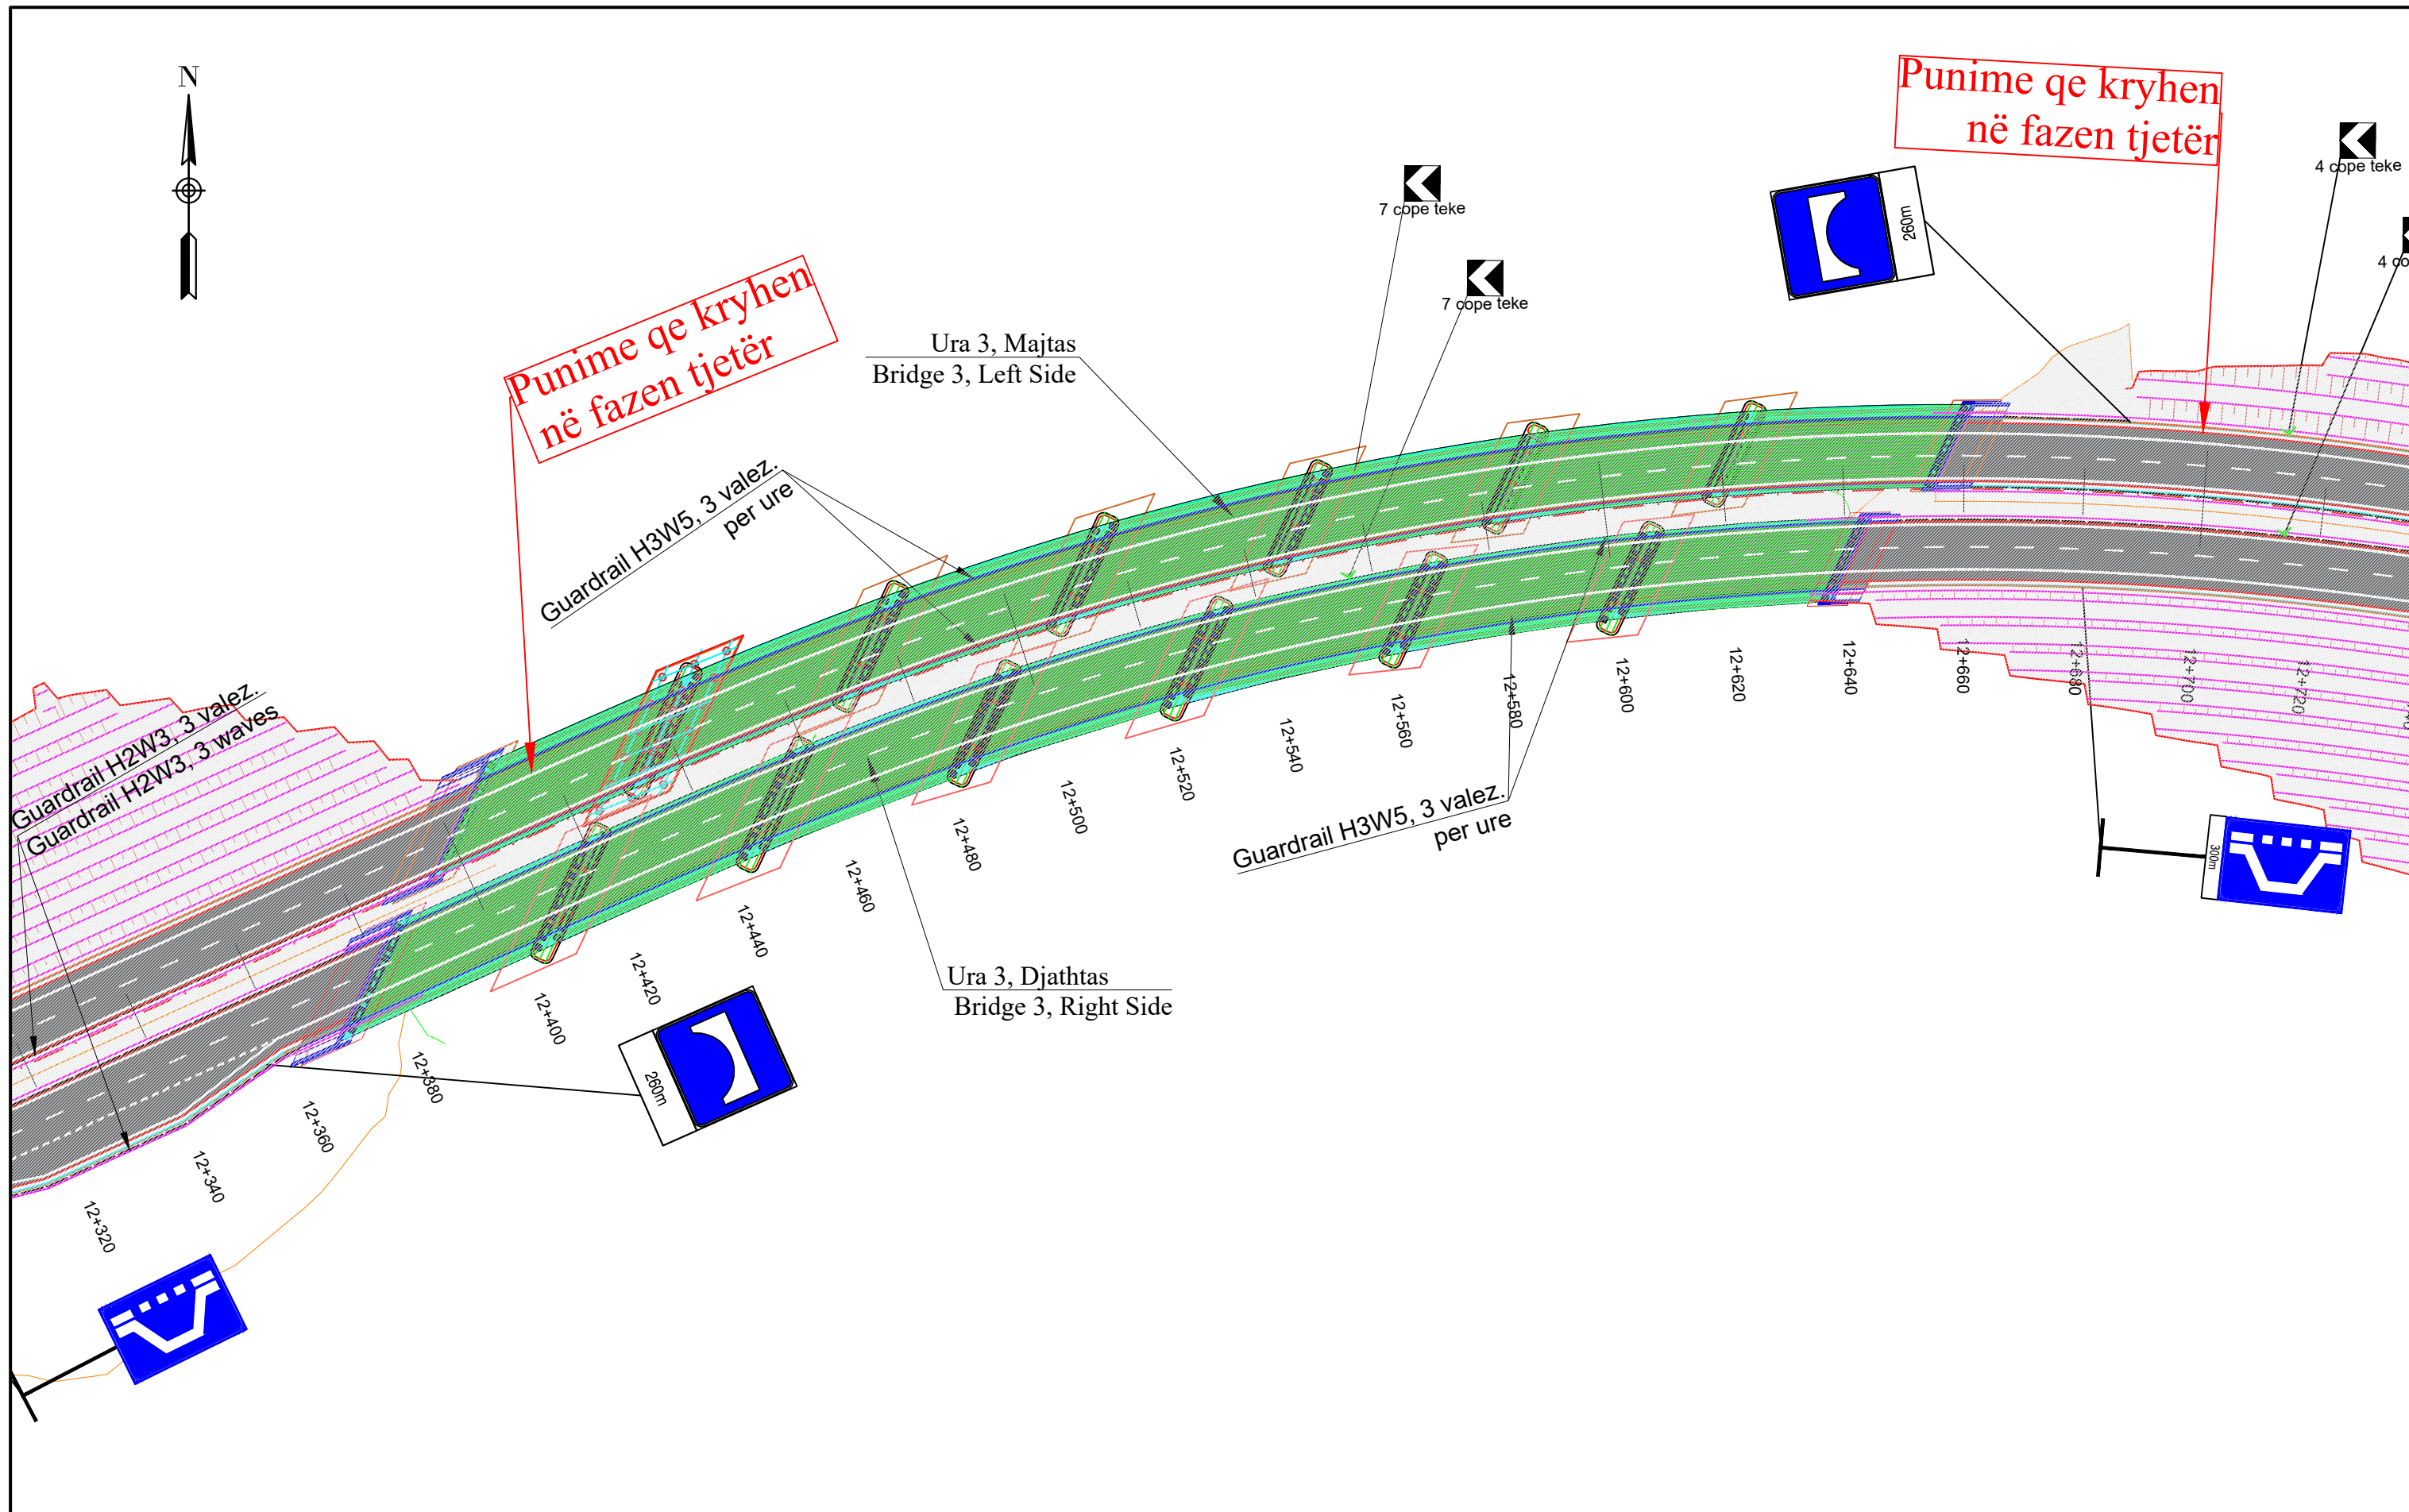 N
Punime qe kryhen
në fazen tjetër
4 cope teke
7 cope teke
260m
4 co
7 cope teke
Punime qe kryhen
në fazen tjetër
Ura 3, Majtas
Bridge 3, Left Side
Guardrail H3W5, 3 valez.
per ure
Guardrail H2W3, 3 valez.
Guardrail H2W3, 3 waves
Guardrail H3W5, 3 valez.
per ure
300m
Ura 3, Djathtas
Bridge 3, Right Side
260m
12+320
12+340
12+360
12+380
12+400
12+420
12+440
12+460
12+480
12+500
12+520
12+540
12+560
12+580
12+600
12+620
12+640
12+660
12+680
12+700
12+720